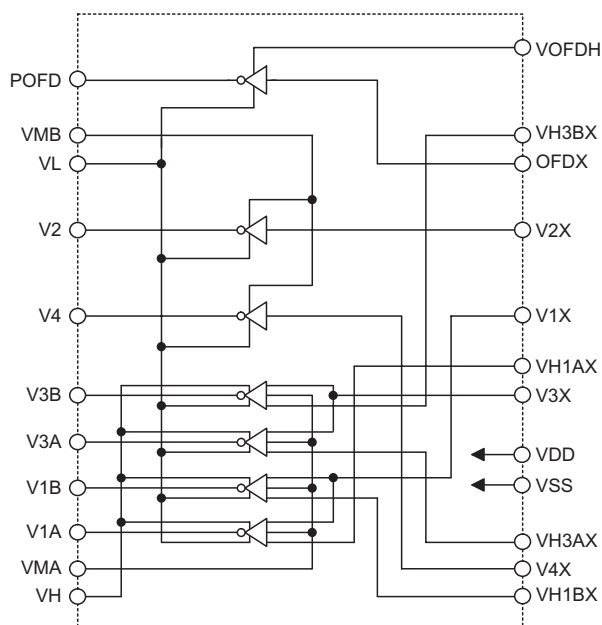 POFD
VMB
VL
V2
V4
V3B
V3A
V1B
V1A
VMA
VH
VOFDH
VH3BX
OFDX
V2X
V1X
VH1AX
V3X
VDD
VSS
VH3AX
V4X
VH1BX